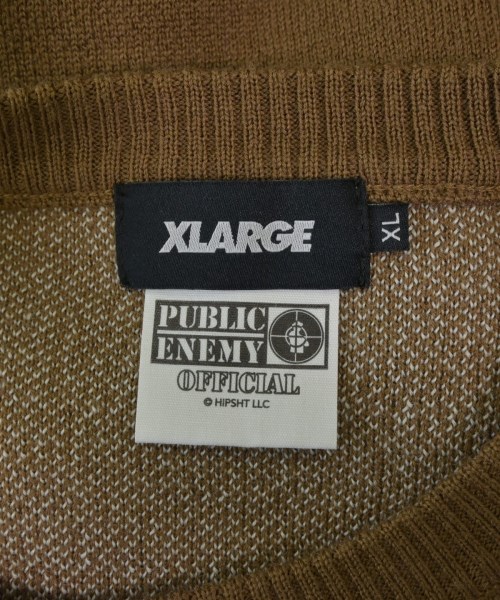 XLARGE
XL
PUBLIC
ENEMY
OFFICIAL
© HIPSHT LLC